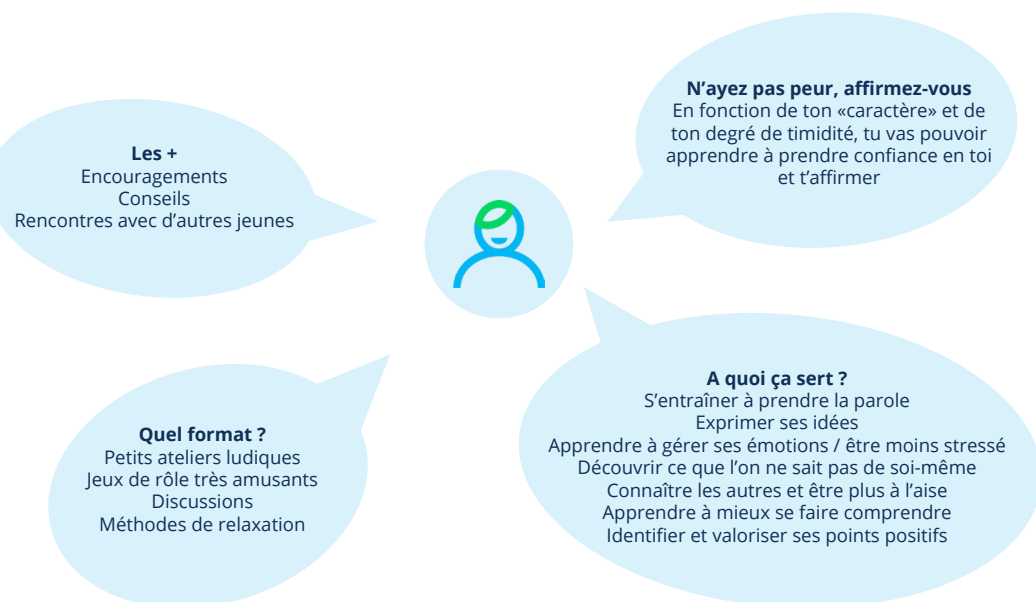 Les +
Encouragements
Conseils
Rencontres avec d'autres jeunes
N'ayez pas peur, affirmez-vous
En fonction de ton «caractère» et de
ton degré de timidité, tu vas pouvoir
apprendre à prendre confiance en toi
et t'affirmer
Quel format ?
Petits ateliers ludiques
Jeux de rôle très amusants
Discussions
Méthodes de relaxation
A quoi ça sert ?
S'entraîner à prendre la parole
Exprimer ses idées
Apprendre à gérer ses émotions / être moins stressé
Découvrir ce que l'on ne sait pas de soi-même
Connaître les autres et être plus à l'aise
Apprendre à mieux se faire comprendre
Identifier et valoriser ses points positifs